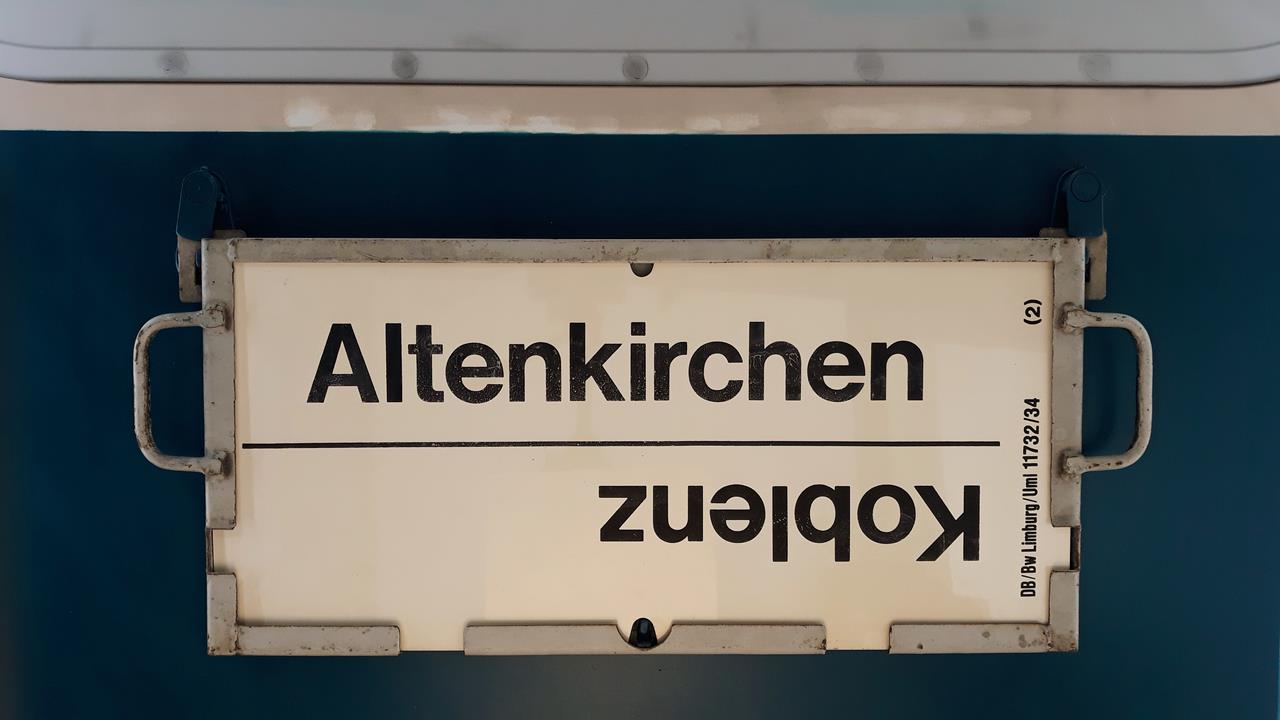 Altenkirchen
Koblenz
DB/Bw Limburg/Uml 11732/34 (2)